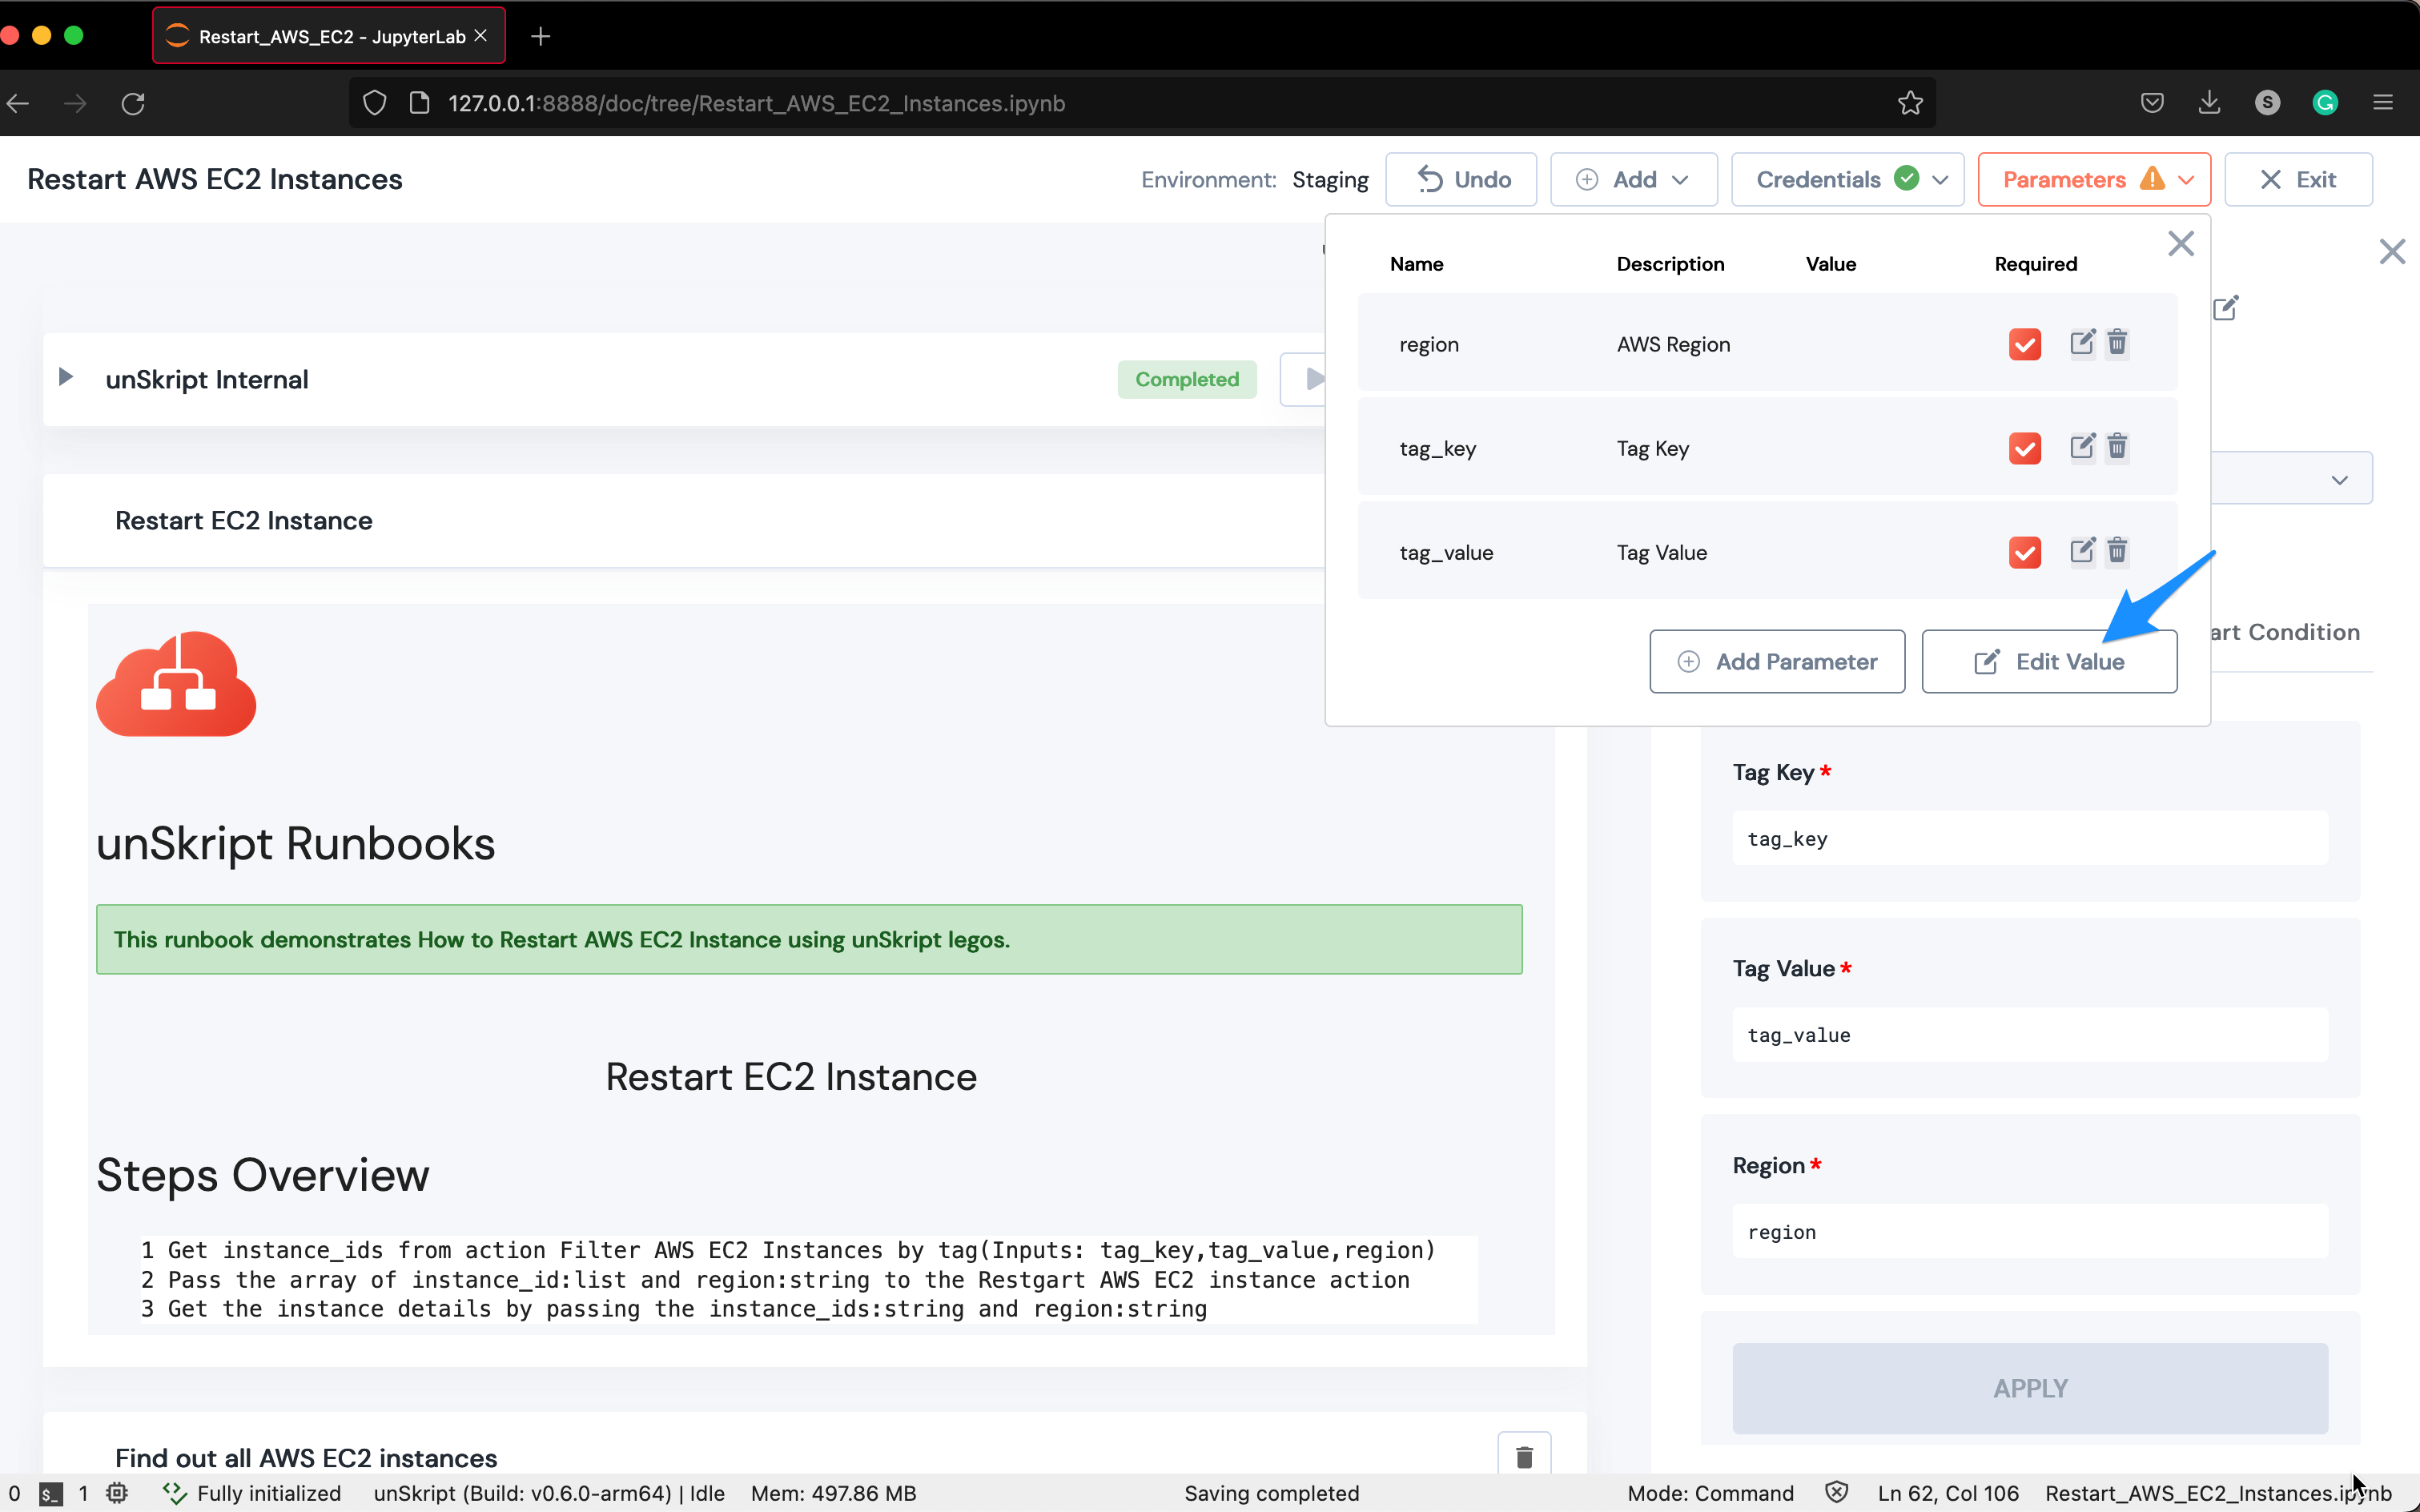 Restart_AWS_EC2 - JupyterLab
127.0.0.1:8888/doc/tree/Restart_AWS_EC2_Instances.ipynb
S
G
Restart AWS EC2 Instances
Environment: Staging
Undo
Add
Credentials
Parameters
Exit
Name Description Value Required
region AWS Region
tag_key Tag Key
tag_value Tag Value
Add Parameter
Edit Value
unSkript Internal
Completed
Restart EC2 Instance
art Condition
unSkript Runbooks
This runbook demonstrates How to Restart AWS EC2 Instance using unSkript legos.
Restart EC2 Instance
Steps Overview
1 Get instance_ids from action Filter AWS EC2 Instances by tag(Inputs: tag_key,tag_value,region)
2 Pass the array of instance_id:list and region:string to the Restgart AWS EC2 instance action
3 Get the instance details by passing the instance_ids:string and region:string
Find out all AWS EC2 instances
Tag Key*
tag_key
Tag Value*
tag_value
Region*
region
APPLY
0 $_ 1 Fully initialized unSkript (Build: v0.6.0-arm64) | Idle Mem: 497.86 MB Saving completed Mode: Command Ln 62, Col 106 Restart_AWS_EC2_Instances.ipynb